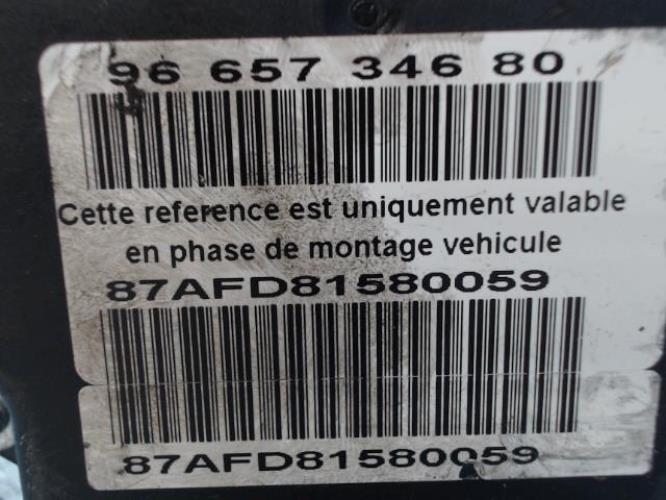 96 657 346 80
Cette reference est uniquement valable
en phase de montage vehicule
87AFD81580059
87AFD81580059